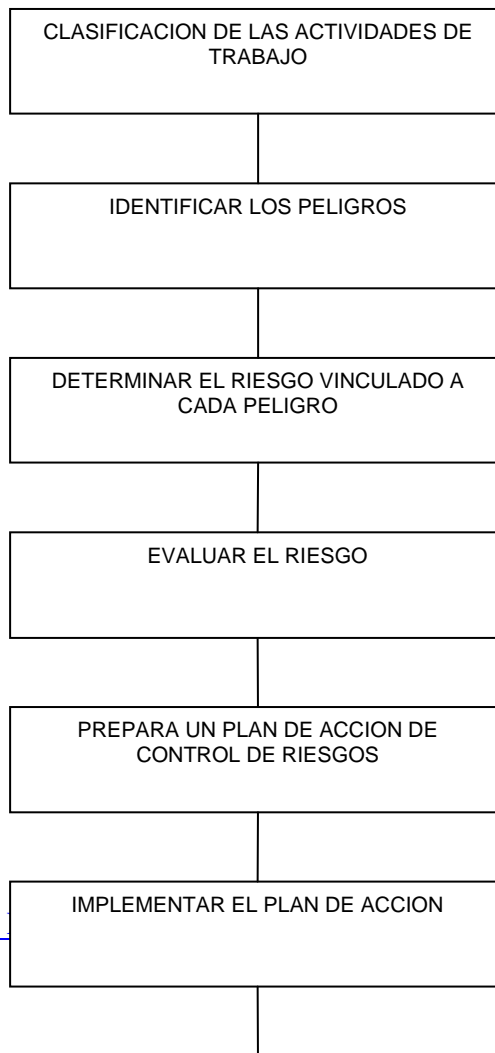 CLASIFICACION DE LAS ACTIVIDADES DE
TRABAJO
IDENTIFICAR LOS PELIGROS
DETERMINAR EL RIESGO VINCULADO A
CADA PELIGRO
EVALUAR EL RIESGO
PREPARA UN PLAN DE ACCION DE
CONTROL DE RIESGOS
IMPLEMENTAR EL PLAN DE ACCION